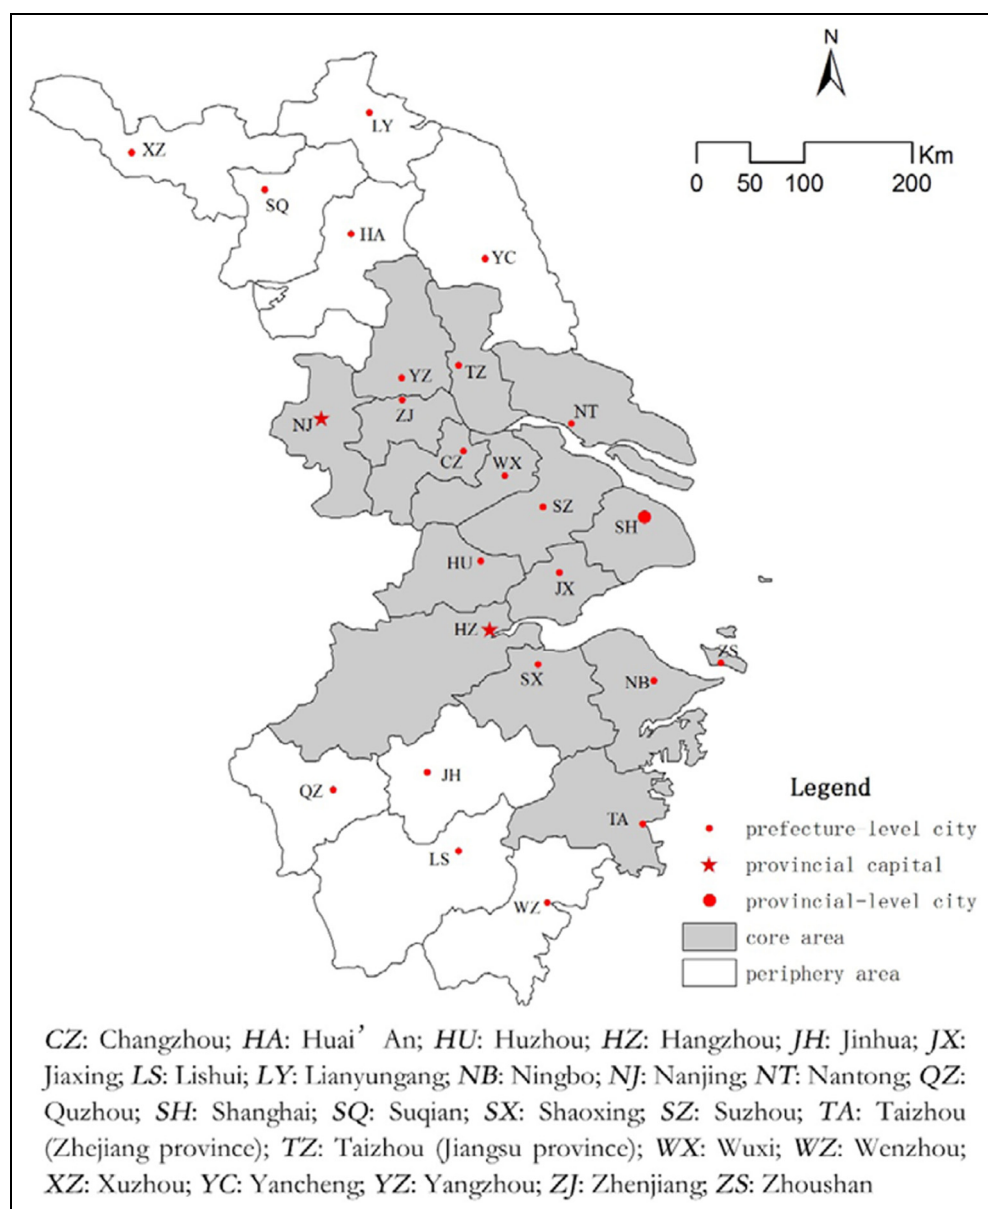 N
LY
XZ
Km
0 50 100 200
SQ
HA
YC
TZ
YZ
ZJ
NT
NJ
CZ
WX
SZ
SH
HU
JX
HZ
ZS
SX
NB
JH
QZ
Legend
TA
prefecture-level city
LS
provincial capital
WZ
provincial-level city
core area
periphery area
CZ: Changzhou; HA: Huai’ An; HU: Huzhou; HZ: Hangzhou; JH: Jinhua; JX:
Jiaxing; LS: Lishui; LY: Lianyungang; NB: Ningbo; NJ: Nanjing; NT: Nantong; QZ:
Quzhou; SH: Shanghai; SQ: Suqian; SX: Shaoxing; SZ: Suzhou; TA: Taizhou
(Zhejiang province); TZ: Taizhou (Jiangsu province); WX: Wuxi; WZ: Wenzhou;
XZ: Xuzhou; YC: Yancheng; YZ: Yangzhou; ZJ: Zhenjiang; ZS: Zhoushan